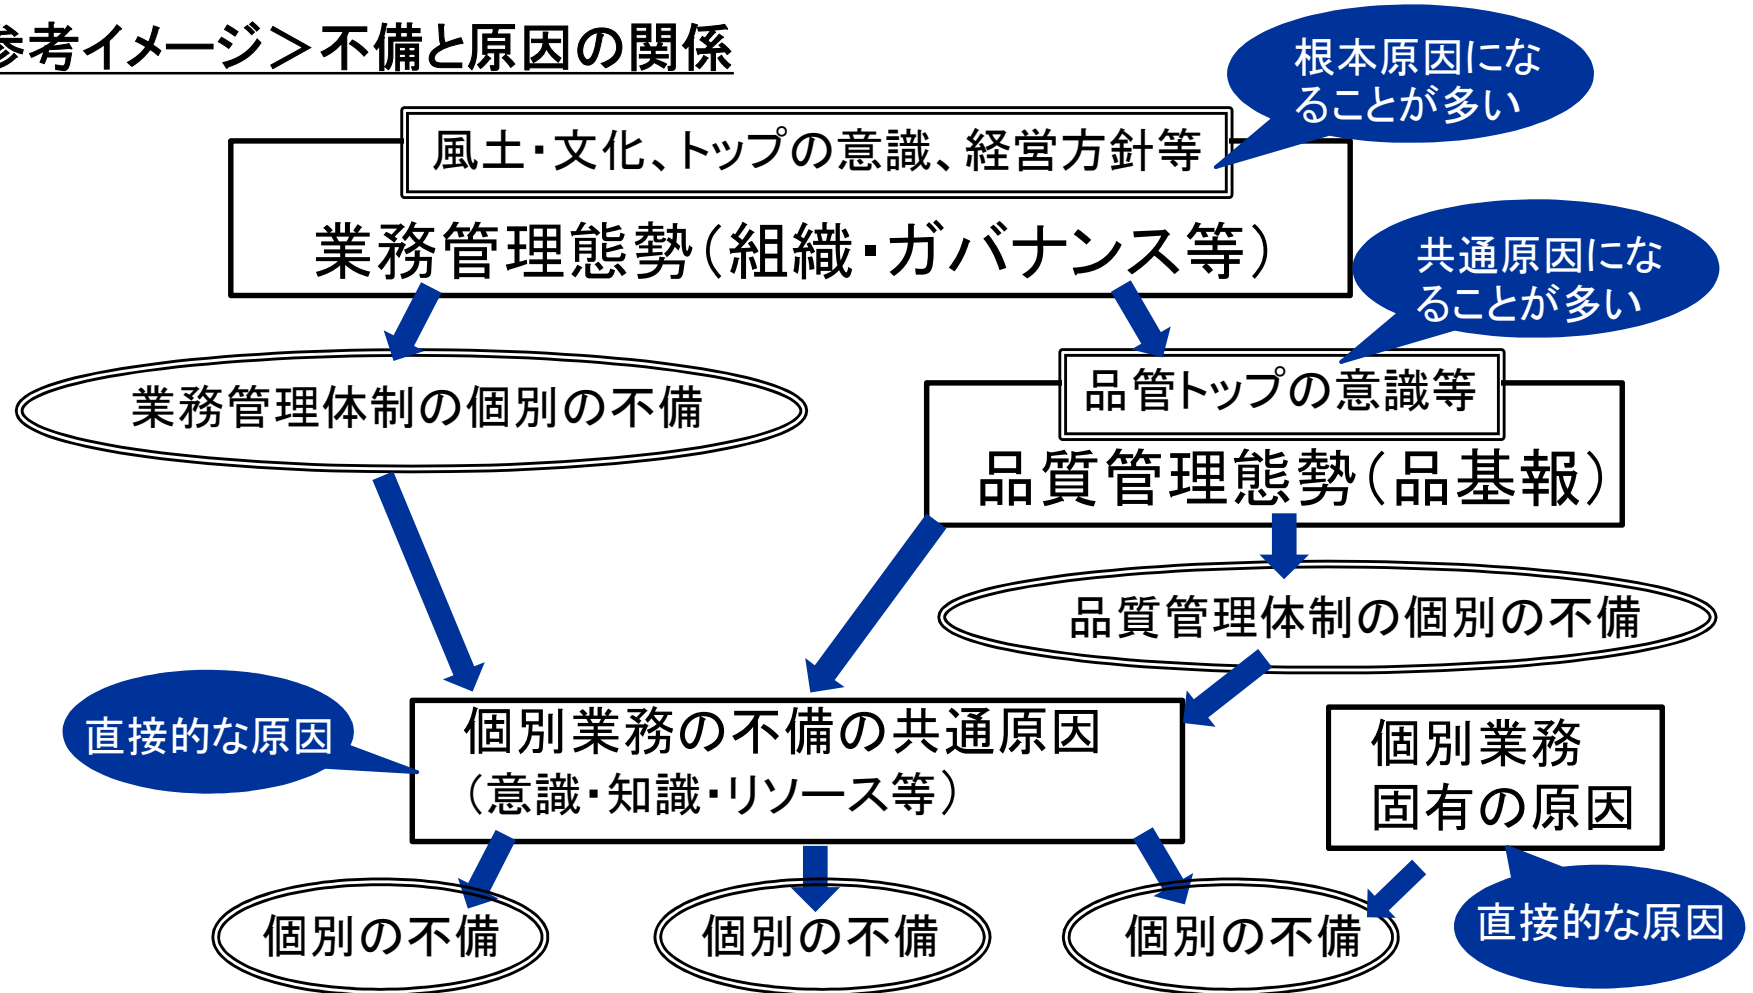 参考イメージ＞不備と原因の関係
根本原因にな
ることが多い
風土・文化、トップの意識、経営方針等
業務管理態勢（組織・ガバナンス等）
共通原因にな
ることが多い
業務管理体制の個別の不備
品管トップの意識等
品質管理態勢（品基報）
品質管理体制の個別の不備
直接的な原因
個別業務の不備の共通原因
（意識・知識・リソース等）
個別業務
固有の原因
個別の不備
個別の不備
個別の不備
直接的な原因